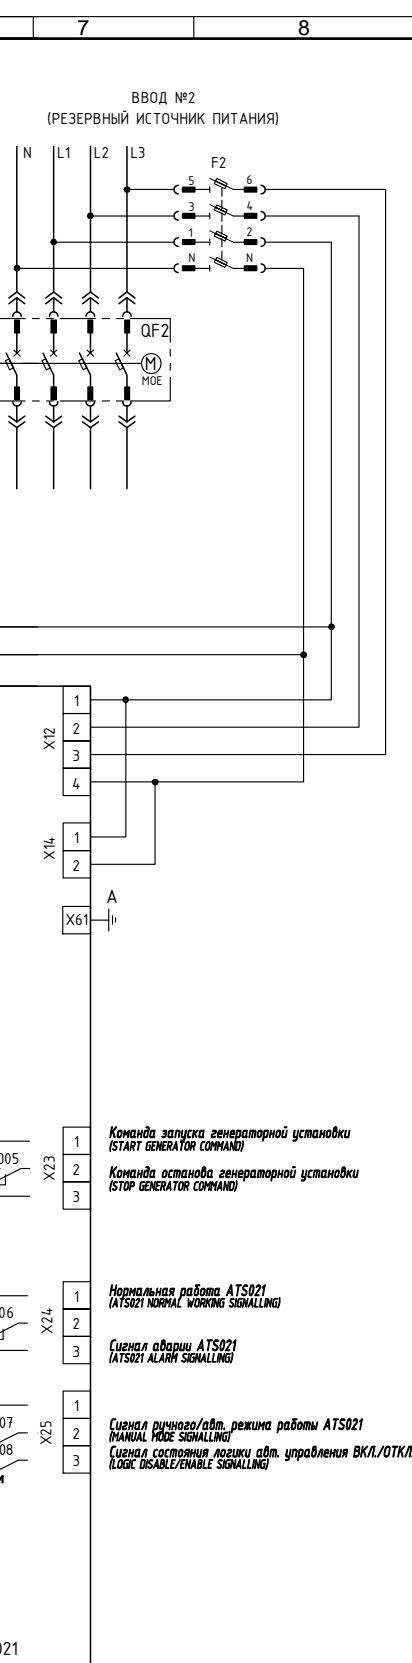 7 8
ВВОД №2
(РЕЗЕРВНЫЙ ИСТОЧНИК ПИТАНИЯ)
N L1 L2 L3
F2
5 6
3 4
1 2
N N
QF2
M
MOE
X12
1
2
3
4
X14
1
2
A
X61
X23
1
2
3
005
Команда запуска генераторной установки
(START GENERATOR COMMAND)
Команда останова генераторной установки
(STOP GENERATOR COMMAND)
X24
1
2
3
06
Нормальная работа ATS021
(ATS021 NORMAL WORKING SIGNALLING)
Сигнал аварии ATS021
(ATS021 ALARM SIGNALLING)
X25
1
2
3
07
08
Сигнал ручного/авт. режима работы ATS021
(MANUAL MODE SIGNALLING)
Сигнал состояния логики авт. управления ВКЛ./ОТКЛ.
(LOGIC DISABLE/ENABLE SIGNALLING)
021